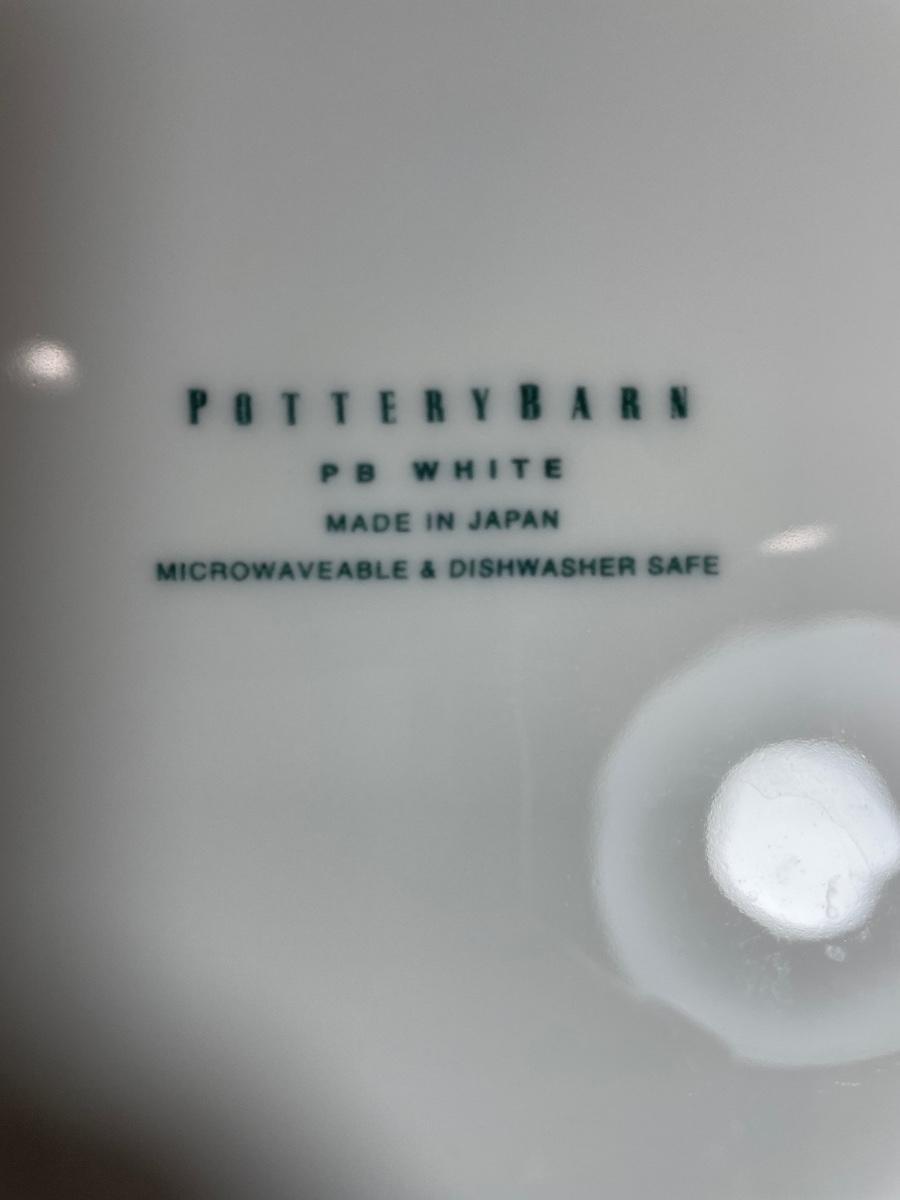 POTTERYBARN
PB WHITE
MADE IN JAPAN
MICROWAVEABLE & DISHWASHER SAFE